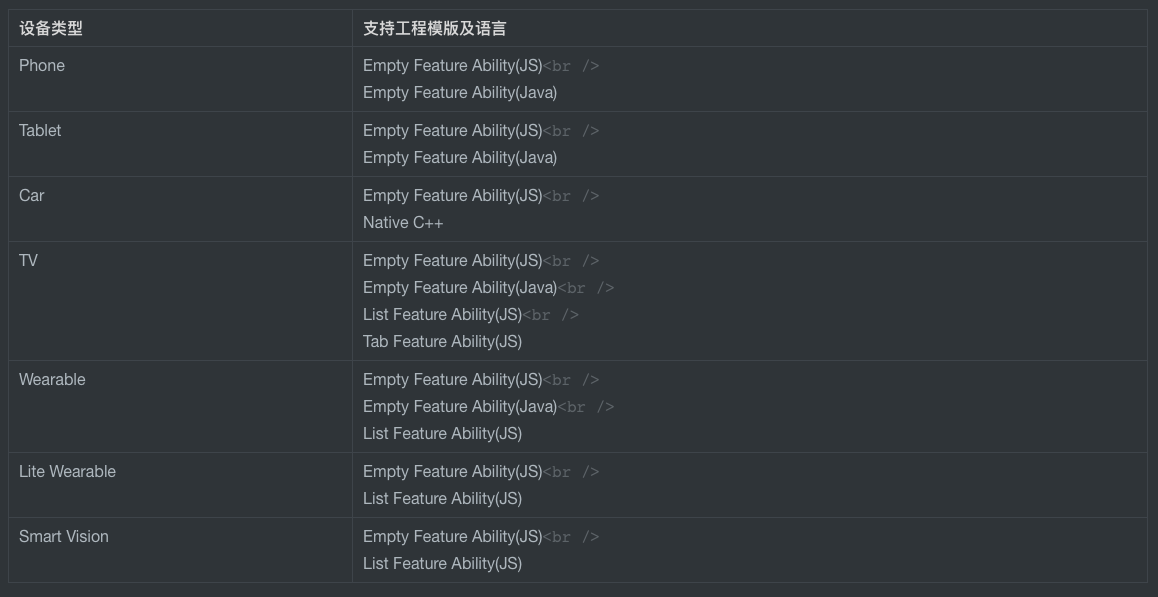 设备类型 支持工程模版及语言
Phone Empty Feature Ability(JS)<br />
Empty Feature Ability(Java)
Tablet Empty Feature Ability(JS)<br />
Empty Feature Ability(Java)
Car Empty Feature Ability(JS)<br />
Native C++
TV Empty Feature Ability(JS)<br />
Empty Feature Ability(Java)<br />
List Feature Ability(JS)<br />
Tab Feature Ability(JS)
Wearable Empty Feature Ability(JS)<br />
Empty Feature Ability(Java)<br />
List Feature Ability(JS)
Lite Wearable Empty Feature Ability(JS)<br />
List Feature Ability(JS)
Smart Vision Empty Feature Ability(JS)<br />
List Feature Ability(JS)